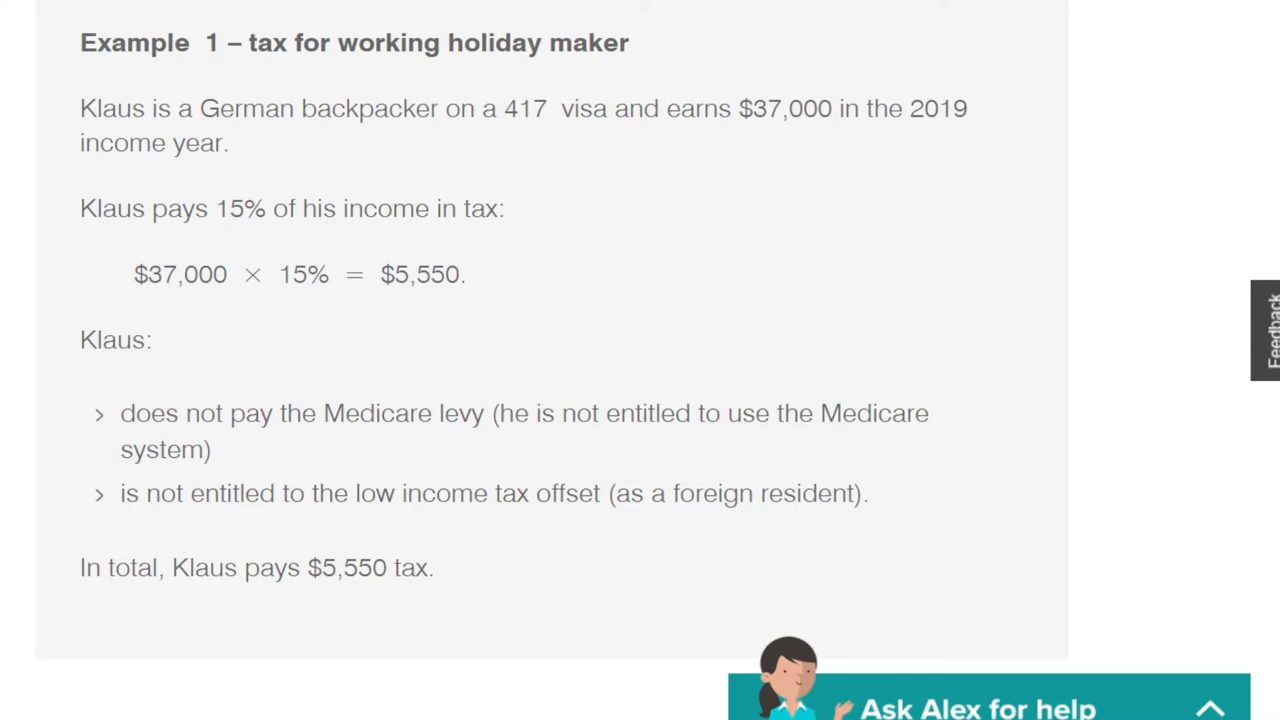 Example 1 – tax for working holiday maker
Klaus is a German backpacker on a 417 visa and earns $37,000 in the 2019
income year.
Klaus pays 15% of his income in tax:
$37,000 × 15% = $5,550.
Klaus:
> does not pay the Medicare levy (he is not entitled to use the Medicare
system)
> is not entitled to the low income tax offset (as a foreign resident).
In total, Klaus pays $5,550 tax.
Feedback
Ask Alex for help